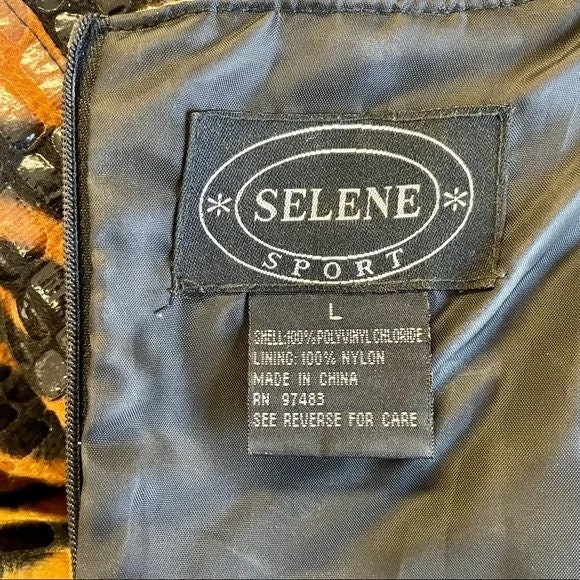 * SELENE *
SPORT
L
SHELL:100% POLYVINYL CHLORIDE
LINING: 100% NYLON
MADE IN CHINA
RN 97483
SEE REVERSE FOR CARE